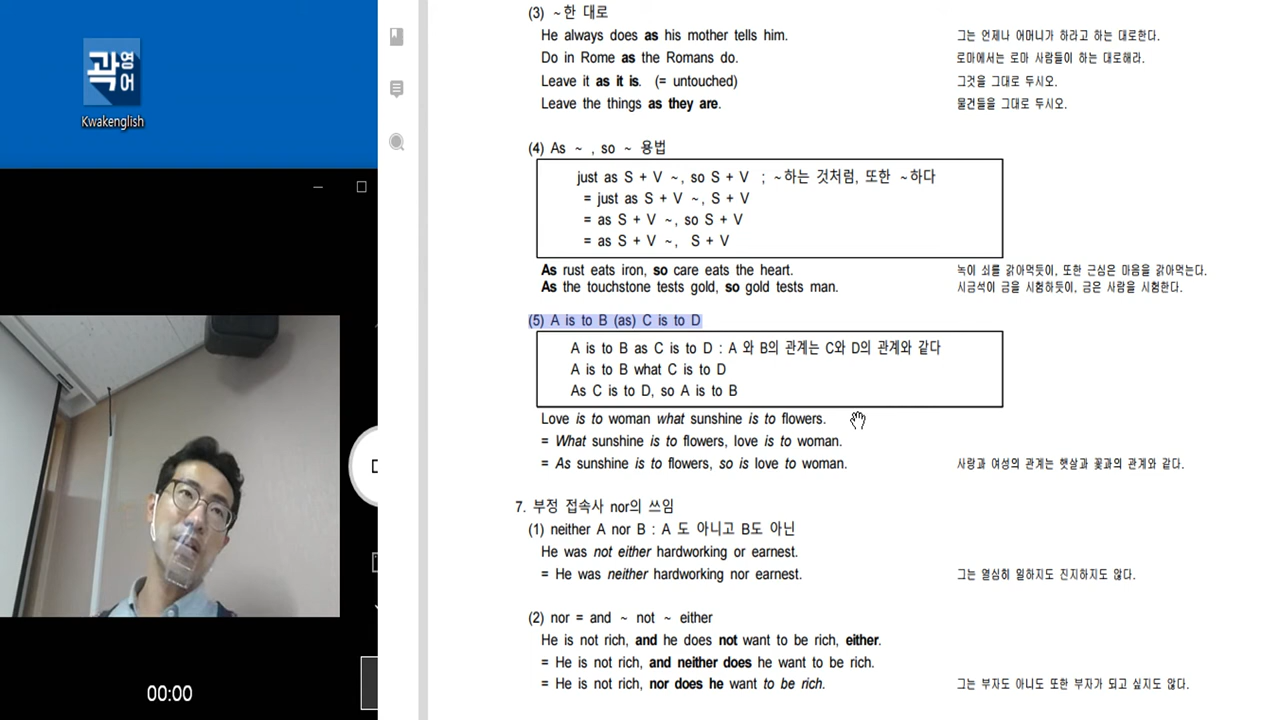 곽영어
Kwakenglish
00:00
(3) ~한 대로
He always does as his mother tells him. 그는 언제나 어머니가 하라고 하는 대로한다.
Do in Rome as the Romans do. 로마에서는 로마 사람들이 하는 대로해라.
Leave it as it is. (= untouched) 그것을 그대로 두시오.
Leave the things as they are. 물건들을 그대로 두시오.
(4) As ~ , so ~ 용법
just as S + V ~, so S + V ; ~하는 것처럼, 또한 ~하다
= just as S + V ~, S + V
= as S + V ~, so S + V
= as S + V ~, S + V
As rust eats iron, so care eats the heart. 녹이 쇠를 갉아먹듯이, 또한 근심은 마음을 갉아먹는다.
As the touchstone tests gold, so gold tests man. 시금석이 금을 시험하듯이, 금은 사람을 시험한다.
(5) A is to B (as) C is to D
A is to B as C is to D : A 와 B의 관계는 C와 D의 관계와 같다
A is to B what C is to D
As C is to D, so A is to B
Love is to woman what sunshine is to flowers.
= What sunshine is to flowers, love is to woman.
= As sunshine is to flowers, so is love to woman. 사랑과 여성의 관계는 햇살과 꽃과의 관계와 같다.
7. 부정 접속사 nor의 쓰임
(1) neither A nor B : A 도 아니고 B도 아닌
He was not either hardworking or earnest.
= He was neither hardworking nor earnest. 그는 열심히 일하지도 진지하지도 않다.
(2) nor = and ~ not ~ either
He is not rich, and he does not want to be rich, either.
= He is not rich, and neither does he want to be rich.
= He is not rich, nor does he want to be rich. 그는 부자도 아니도 또한 부자가 되고 싶지도 않다.